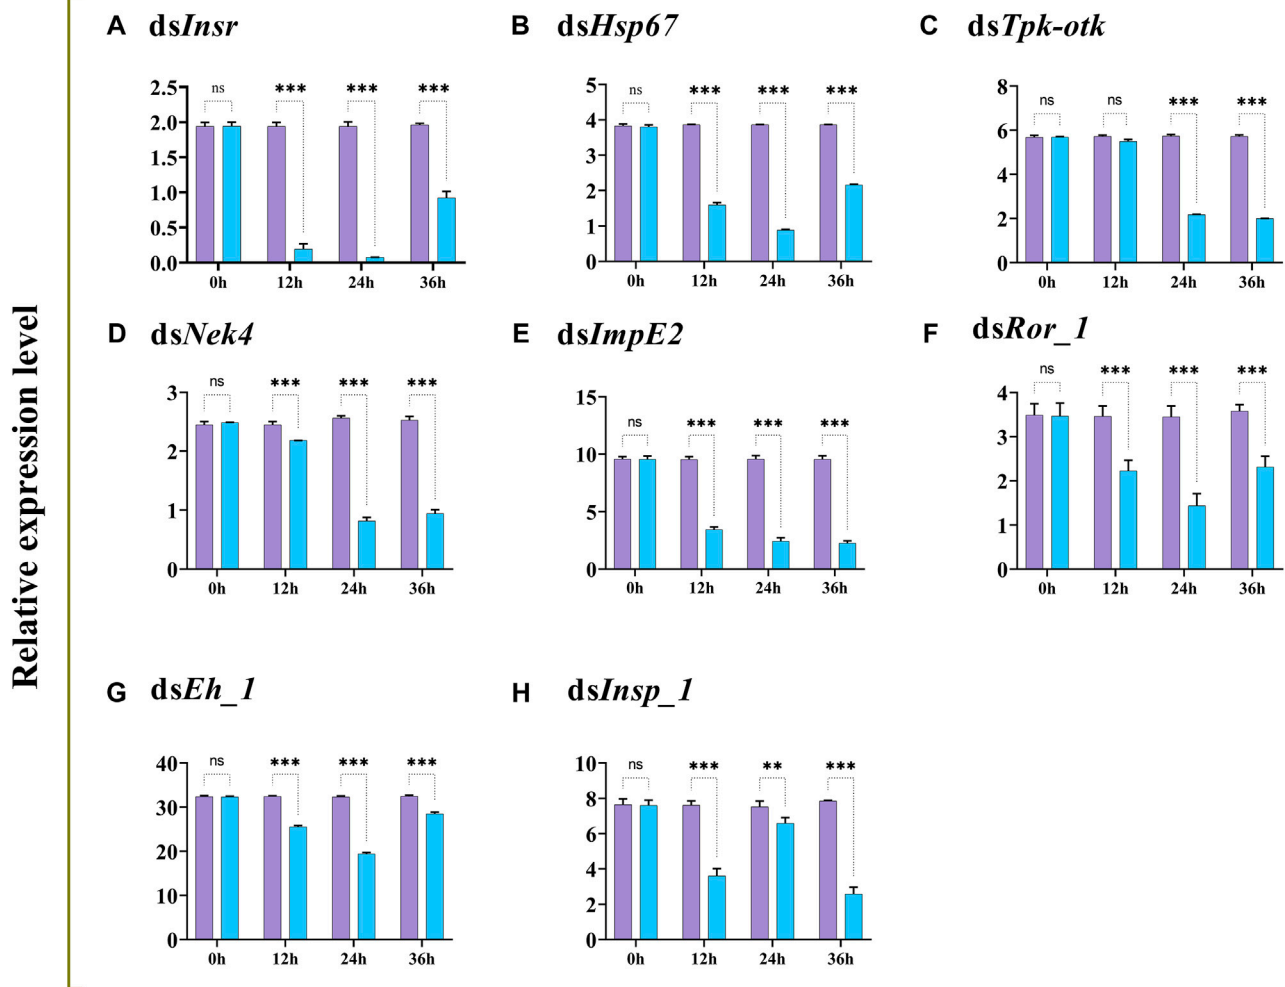 Relative expression level
A dsInsr
2.5
2.0
1.5
1.0
0.5
0.0
ns *** *** ***
0h 12h 24h 36h
B dsHsp67
5
4
3
2
1
0
ns *** *** ***
0h 12h 24h 36h
C dsTpk-otk
8
6
4
2
0
ns ns *** ***
0h 12h 24h 36h
D dsNek4
3
2
1
0
ns *** *** ***
0h 12h 24h 36h
E dsImpE2
15
10
5
0
ns *** *** ***
0h 12h 24h 36h
F dsRor_1
4
3
2
1
0
ns *** *** ***
0h 12h 24h 36h
G dsEh_1
40
30
20
10
0
ns *** *** ***
0h 12h 24h 36h
H dsInsp_1
10
8
6
4
2
0
ns *** ** ***
0h 12h 24h 36h